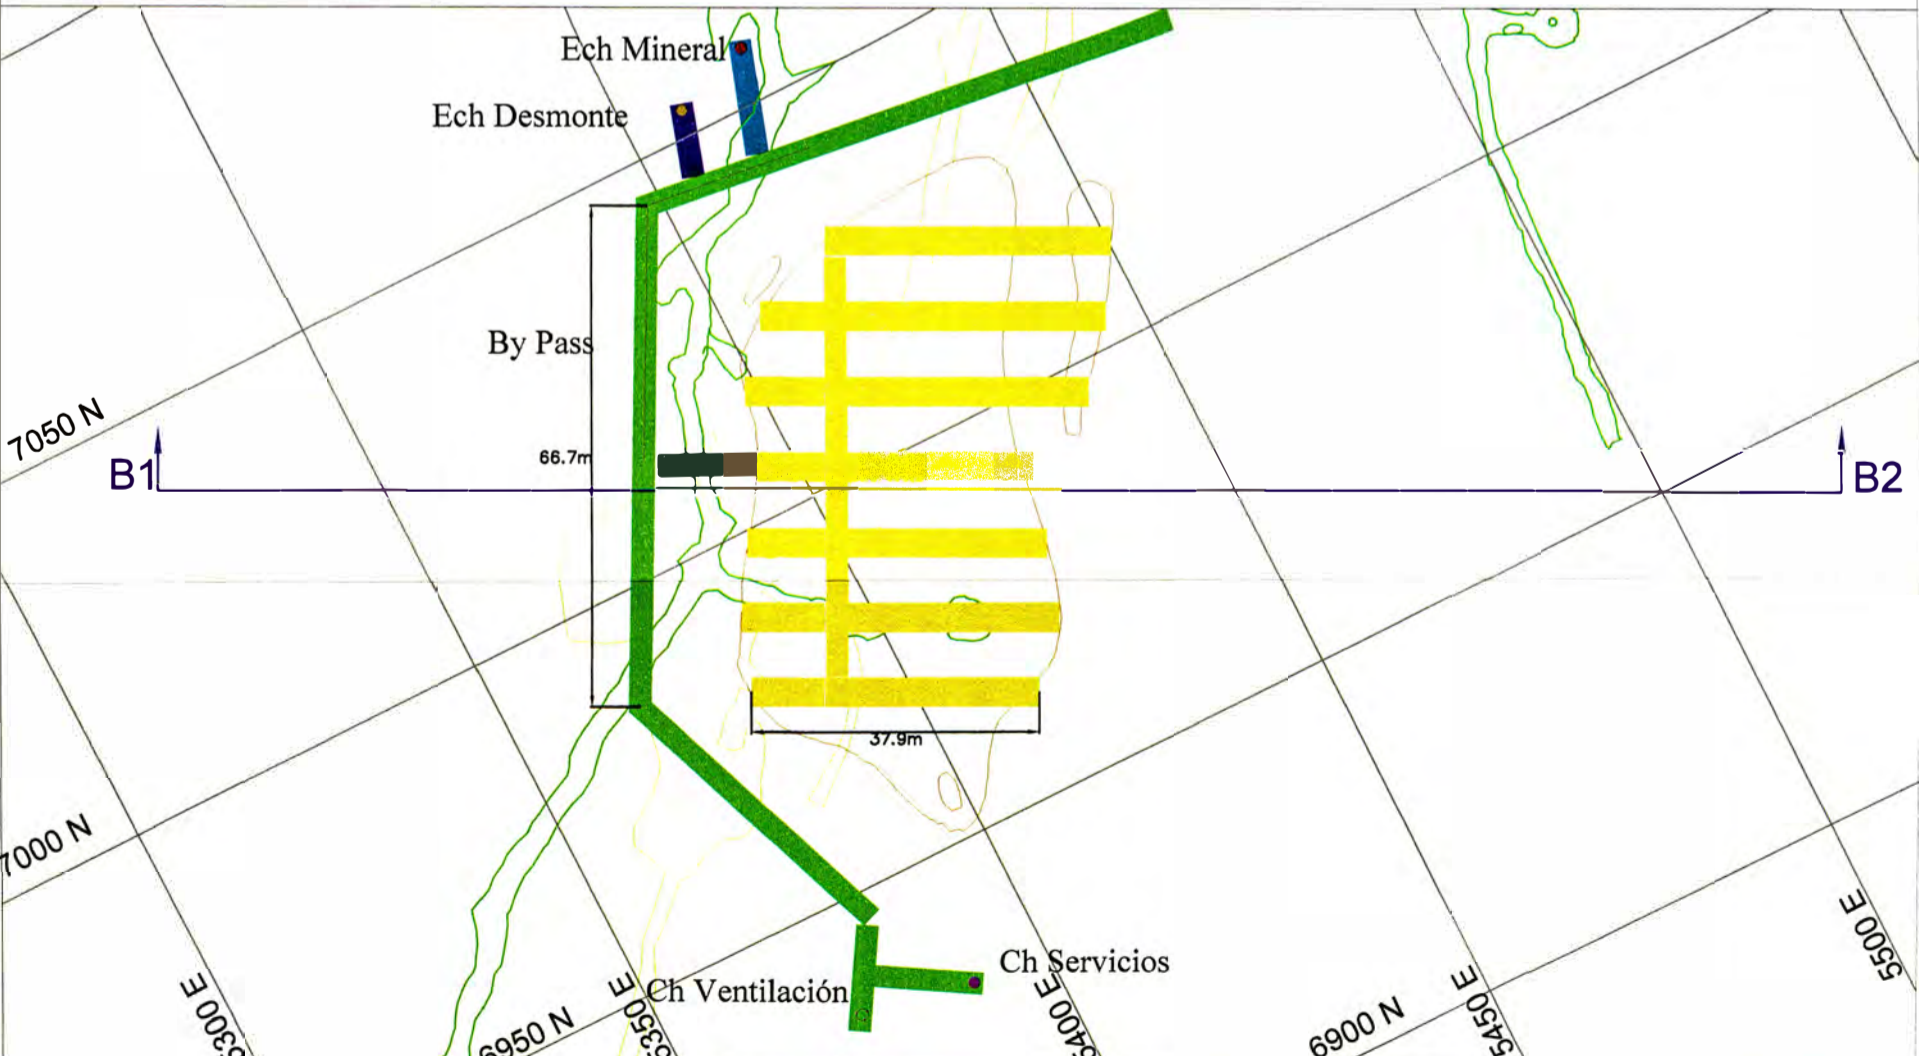 Ech Mineral
Ech Desmonte
By Pass
7050 N
66.7m
B1
B2
37.9m
7000 N
5500 E
Ch Servicios
Ch Ventilación
5300 E
5350 E
5400 E
5450 E
6950 N
6900 N